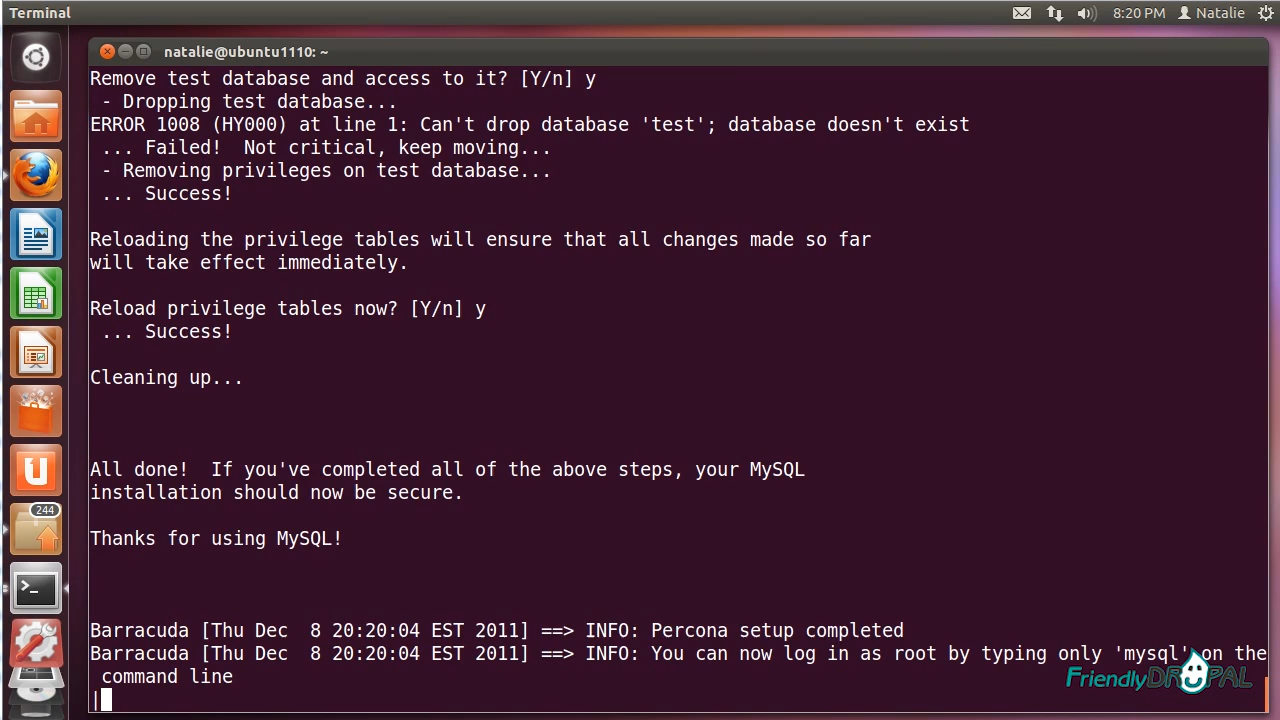 Terminal
8:20 PM
Natalie
natalie@ubuntu1110: ~
Remove test database and access to it? [Y/n] y
 - Dropping test database...
ERROR 1008 (HY000) at line 1: Can't drop database 'test'; database doesn't exist
 ... Failed!  Not critical, keep moving...
 - Removing privileges on test database...
 ... Success!
Reloading the privilege tables will ensure that all changes made so far
will take effect immediately.
Reload privilege tables now? [Y/n] y
 ... Success!
Cleaning up...
All done!  If you've completed all of the above steps, your MySQL
installation should now be secure.
Thanks for using MySQL!
Barracuda [Thu Dec  8 20:20:04 EST 2011] ==> INFO: Percona setup completed
Barracuda [Thu Dec  8 20:20:04 EST 2011] ==> INFO: You can now log in as root by typing only 'mysql' on the
 command line
|
244
>_
U
FriendlyDRUPAL